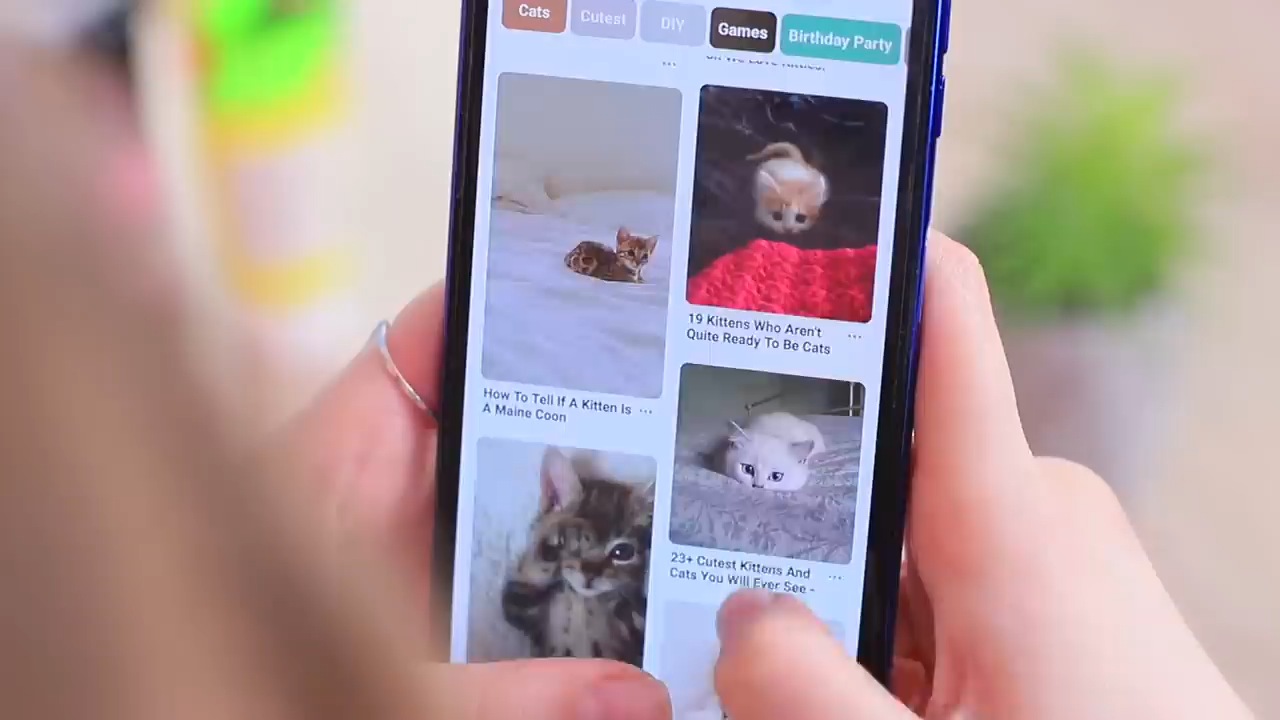 Cats
Cutest
DIY
Games
Birthday Party
How To Tell If A Kitten Is
A Maine Coon
19 Kittens Who Aren't
Quite Ready To Be Cats
23+ Cutest Kittens And
Cats You Will Ever See -